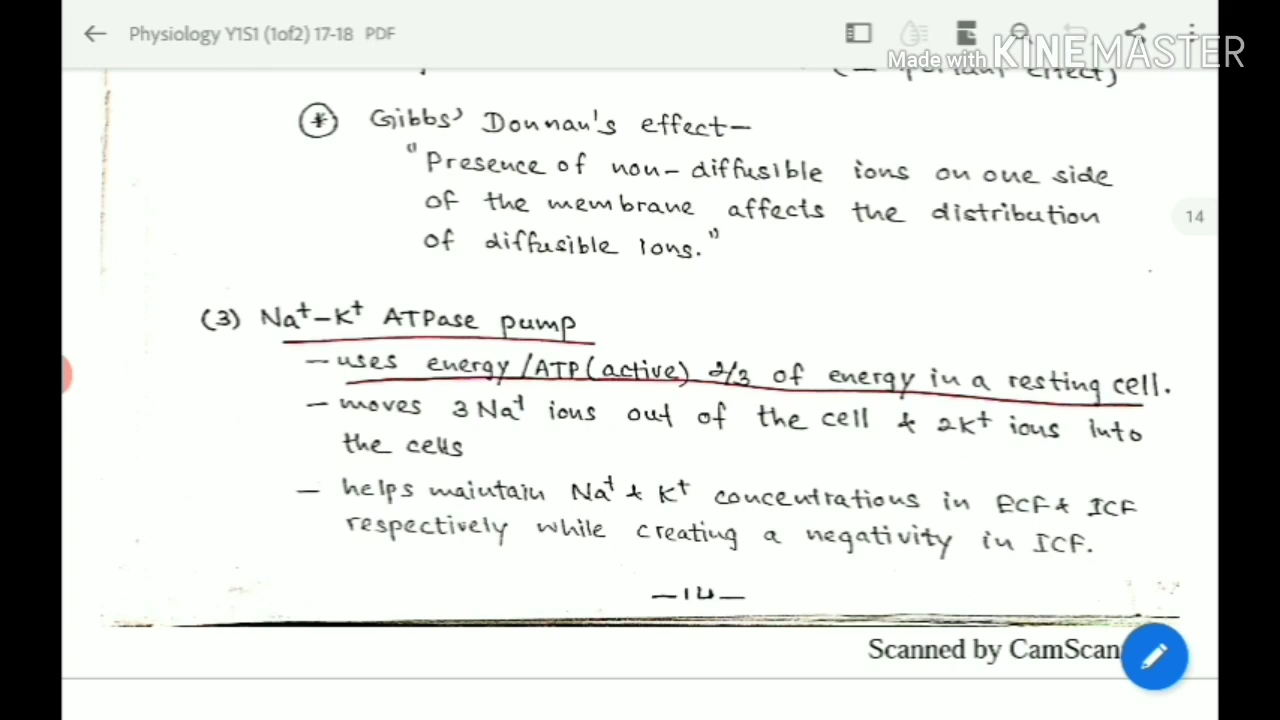 Physiology Y1S1 (1of2) 17-18 PDF
Made with KINEMASTER
effect)
* Gibbs' Donnan's effect-
"Presence of non-diffusible ions on one side
of the membrane affects the distribution
of diffusible ions."
14
(3) Na⁺-K⁺ ATPase pump
- uses energy/ATP(active) 2/3 of energy in a resting cell.
- moves 3 Na⁺ ions out of the cell & 2K⁺ ions into
the cells
- helps maintain Na⁺ & K⁺ concentrations in ECF & ICF
respectively while creating a negativity in ICF.
-14-
Scanned by CamScan